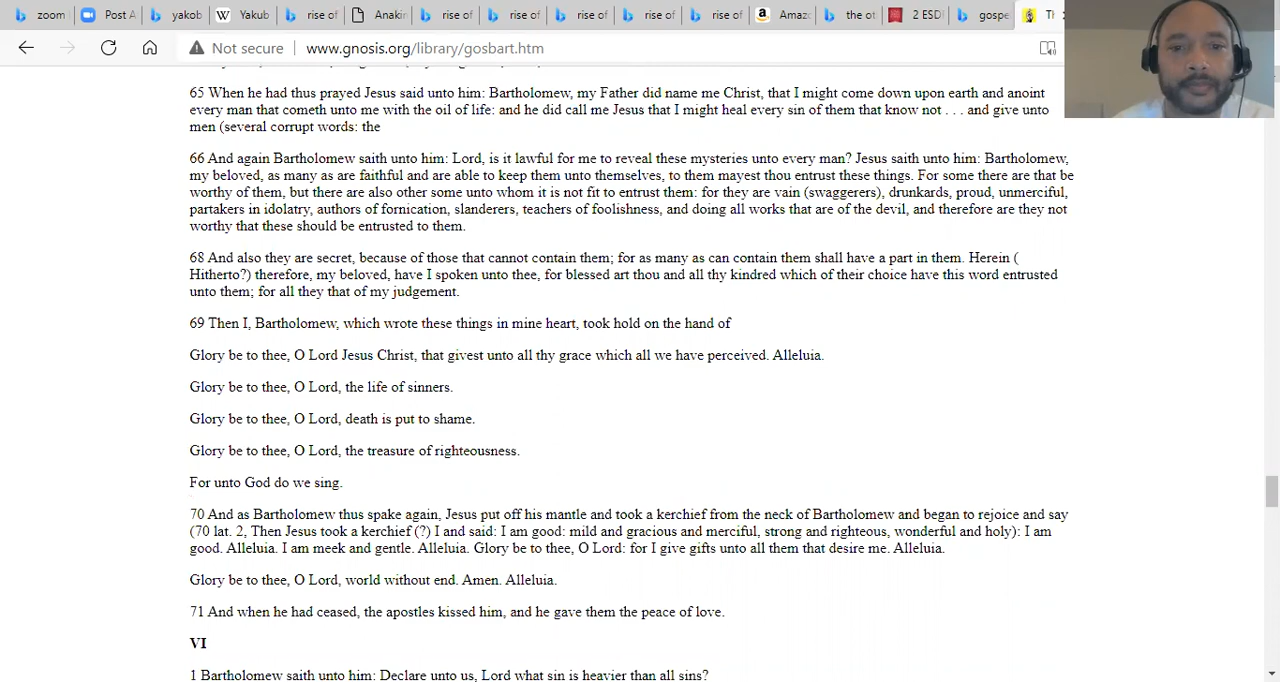 zoom
Post A
yakob
Yakub
rise of
Anakin
rise of
rise of
rise of
rise of
rise of
Amazo
the ot
2 ESD
gospe
Th
Not secure
www.gnosis.org/library/gosbart.htm
65 When he had thus prayed Jesus said unto him: Bartholomew, my Father did name me Christ, that I might come down upon earth and anoint
every man that cometh unto me with the oil of life: and he did call me Jesus that I might heal every sin of them that know not . . . and give unto
men (several corrupt words: the
66 And again Bartholomew saith unto him: Lord, is it lawful for me to reveal these mysteries unto every man? Jesus saith unto him: Bartholomew,
my beloved, as many as are faithful and are able to keep them unto themselves, to them mayest thou entrust these things. For some there are that be
worthy of them, but there are also other some unto whom it is not fit to entrust them: for they are vain (swaggerers), drunkards, proud, unmerciful,
partakers in idolatry, authors of fornication, slanderers, teachers of foolishness, and doing all works that are of the devil, and therefore are they not
worthy that these should be entrusted to them.
68 And also they are secret, because of those that cannot contain them; for as many as can contain them shall have a part in them. Herein (
Hitherto?) therefore, my beloved, have I spoken unto thee, for blessed art thou and all thy kindred which of their choice have this word entrusted
unto them; for all they that of my judgement.
69 Then I, Bartholomew, which wrote these things in mine heart, took hold on the hand of
Glory be to thee, O Lord Jesus Christ, that givest unto all thy grace which all we have perceived. Alleluia.
Glory be to thee, O Lord, the life of sinners.
Glory be to thee, O Lord, death is put to shame.
Glory be to thee, O Lord, the treasure of righteousness.
For unto God do we sing.
70 And as Bartholomew thus spake again, Jesus put off his mantle and took a kerchief from the neck of Bartholomew and began to rejoice and say
(70 lat. 2, Then Jesus took a kerchief (?) I and said: I am good: mild and gracious and merciful, strong and righteous, wonderful and holy): I am
good. Alleluia. I am meek and gentle. Alleluia. Glory be to thee, O Lord: for I give gifts unto all them that desire me. Alleluia.
Glory be to thee, O Lord, world without end. Amen. Alleluia.
71 And when he had ceased, the apostles kissed him, and he gave them the peace of love.
VI
1 Bartholomew saith unto him: Declare unto us, Lord what sin is heavier than all sins?